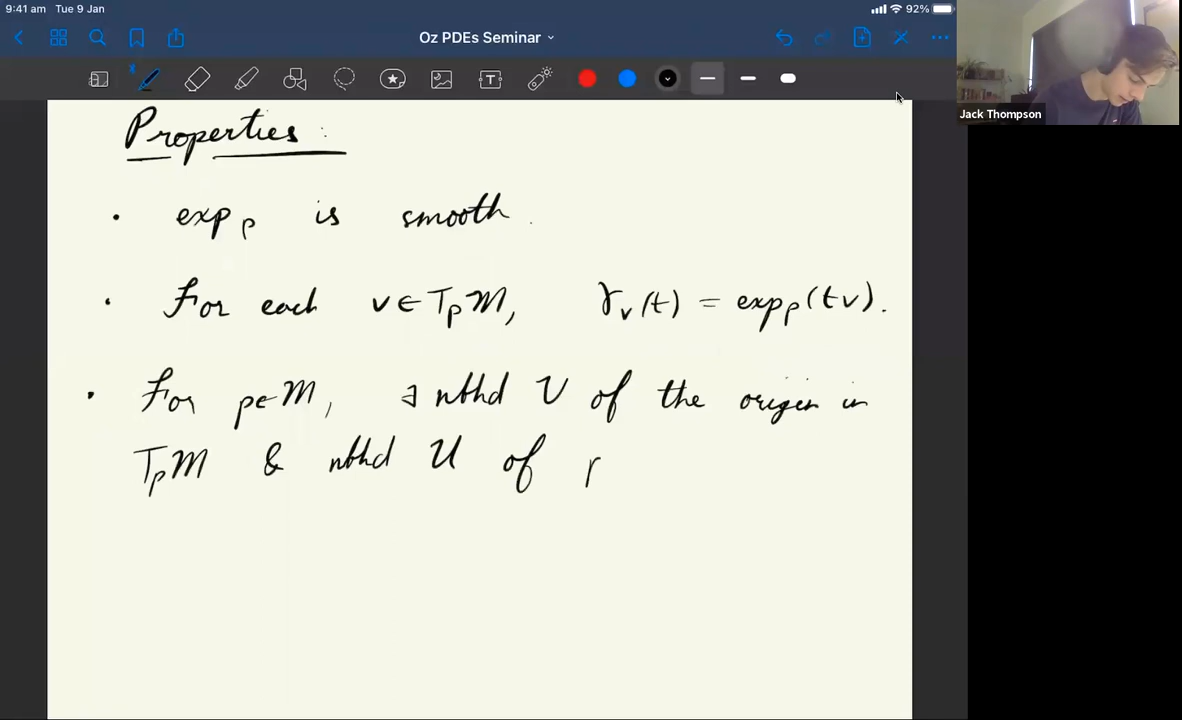 9:41 am Tue 9 Jan
92%
Oz PDEs Seminar
Jack Thompson
Properties :
• exp_p is smooth.
• For each v ∈ T_pM, γ_v(t) = exp_p(tv).
• For p∈M, ∃ nbhd V of the origin in
T_pM & nbhd U of